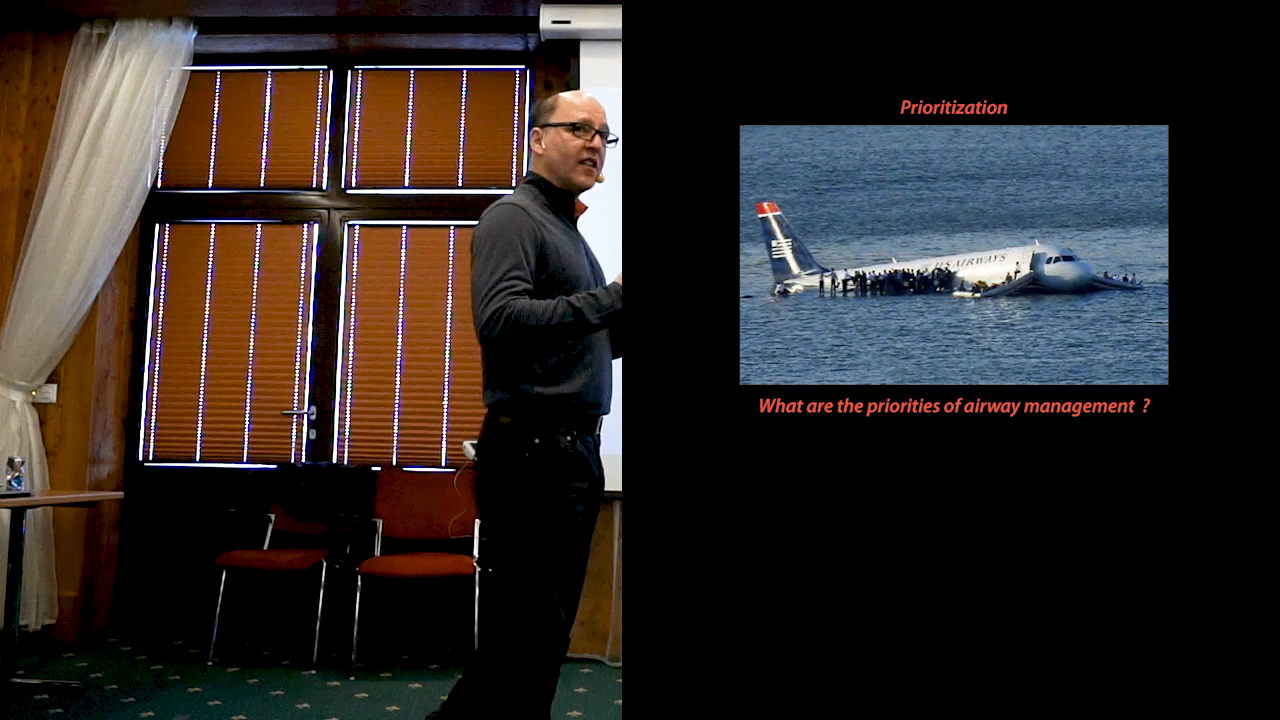 Prioritization
US AIRWAYS
What are the priorities of airway management ?